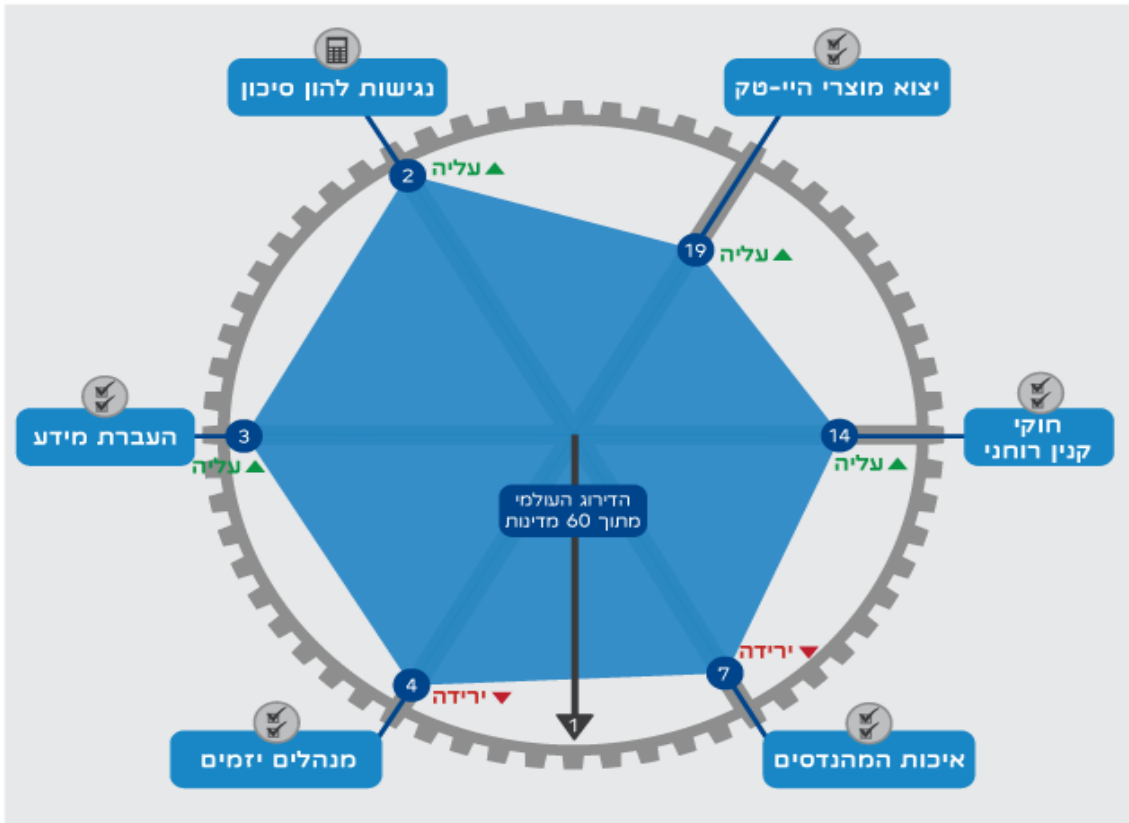 יצוא מוצרי היי-טק
נגישות להון סיכון
2
עליה
19
עליה
חוקי
קנין רוחני
14
עליה
העברת מידע
3
עליה
הדירוג העולמי
מתוך 60 מדינות
1
איכות המהנדסים
7
ירידה
מנהלים יזמים
4
ירידה